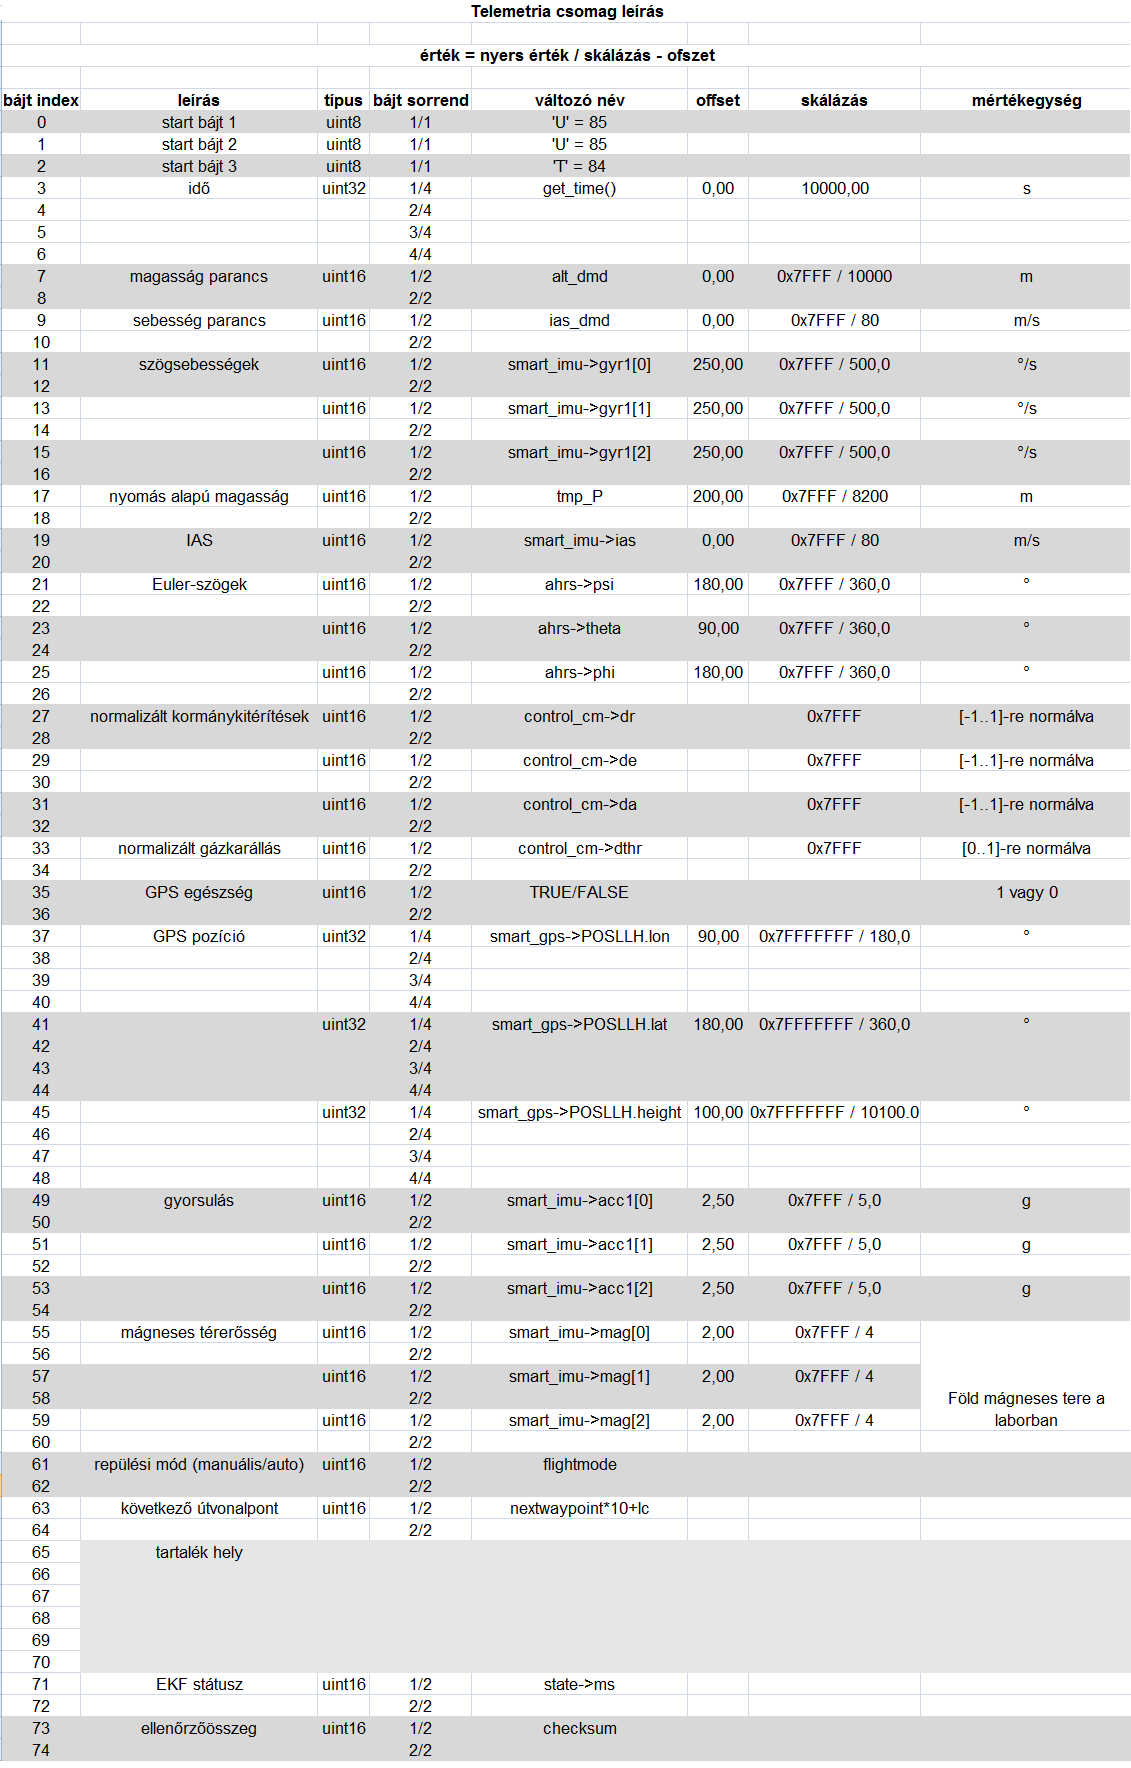 Telemetria csomag leírás
érték = nyers érték / skálázás - ofszet
bájt index leírás típus bájt sorrend változó név offset skálázás mértékegység
0 start bájt 1 uint8 1/1 'U' = 85
1 start bájt 2 uint8 1/1 'U' = 85
2 start bájt 3 uint8 1/1 'T' = 84
3 idő uint32 1/4 get_time() 0,00 10000,00 s
4 2/4
5 3/4
6 4/4
7 magasság parancs uint16 1/2 alt_dmd 0,00 0x7FFF / 10000 m
8 2/2
9 sebesség parancs uint16 1/2 ias_dmd 0,00 0x7FFF / 80 m/s
10 2/2
11 szögsebességek uint16 1/2 smart_imu->gyr1[0] 250,00 0x7FFF / 500,0 °/s
12 2/2
13 uint16 1/2 smart_imu->gyr1[1] 250,00 0x7FFF / 500,0 °/s
14 2/2
15 uint16 1/2 smart_imu->gyr1[2] 250,00 0x7FFF / 500,0 °/s
16 2/2
17 nyomás alapú magasság uint16 1/2 tmp_P 200,00 0x7FFF / 8200 m
18 2/2
19 IAS uint16 1/2 smart_imu->ias 0,00 0x7FFF / 80 m/s
20 2/2
21 Euler-szögek uint16 1/2 ahrs->psi 180,00 0x7FFF / 360,0 °
22 2/2
23 uint16 1/2 ahrs->theta 90,00 0x7FFF / 360,0 °
24 2/2
25 uint16 1/2 ahrs->phi 180,00 0x7FFF / 360,0 °
26 2/2
27 normalizált kormánykitérítések uint16 1/2 control_cm->dr 0x7FFF [-1..1]-re normálva
28 2/2
29 uint16 1/2 control_cm->de 0x7FFF [-1..1]-re normálva
30 2/2
31 uint16 1/2 control_cm->da 0x7FFF [-1..1]-re normálva
32 2/2
33 normalizált gázkarállás uint16 1/2 control_cm->dthr 0x7FFF [0..1]-re normálva
34 2/2
35 GPS egészség uint16 1/2 TRUE/FALSE 1 vagy 0
36 2/2
37 GPS pozíció uint32 1/4 smart_gps->POSLLH.lon 90,00 0x7FFFFFFF / 180,0 °
38 2/4
39 3/4
40 4/4
41 uint32 1/4 smart_gps->POSLLH.lat 180,00 0x7FFFFFFF / 360,0 °
42 2/4
43 3/4
44 4/4
45 uint32 1/4 smart_gps->POSLLH.height 100,00 0x7FFFFFFF / 10100.0 °
46 2/4
47 3/4
48 4/4
49 gyorsulás uint16 1/2 smart_imu->acc1[0] 2,50 0x7FFF / 5,0 g
50 2/2
51 uint16 1/2 smart_imu->acc1[1] 2,50 0x7FFF / 5,0 g
52 2/2
53 uint16 1/2 smart_imu->acc1[2] 2,50 0x7FFF / 5,0 g
54 2/2
55 mágneses térerősség uint16 1/2 smart_imu->mag[0] 2,00 0x7FFF / 4
56 2/2
57 uint16 1/2 smart_imu->mag[1] 2,00 0x7FFF / 4
58 2/2 Föld mágneses tere a
59 uint16 1/2 smart_imu->mag[2] 2,00 0x7FFF / 4 laborban
60 2/2
61 repülési mód (manuális/auto) uint16 1/2 flightmode
62 2/2
63 következő útvonalpont uint16 1/2 nextwaypoint*10+lc
64 2/2
65 tartalék hely
66
67
68
69
70
71 EKF státusz uint16 1/2 state->ms
72 2/2
73 ellenőrzőösszeg uint16 1/2 checksum
74 2/2